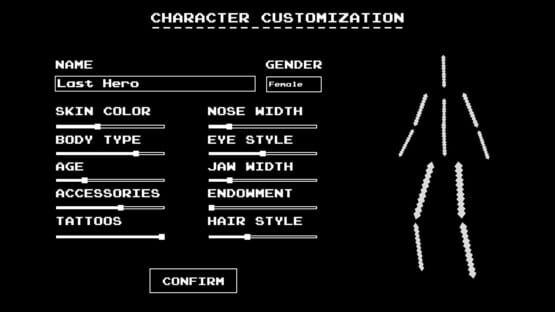 CHARACTER CUSTOMIZATION
NAME GENDER
Last Hero Female
SKIN COLOR NOSE WIDTH
BODY TYPE EYE STYLE
AGE JAW WIDTH
ACCESSORIES ENDOWMENT
TATTOOS HAIR STYLE
CONFIRM